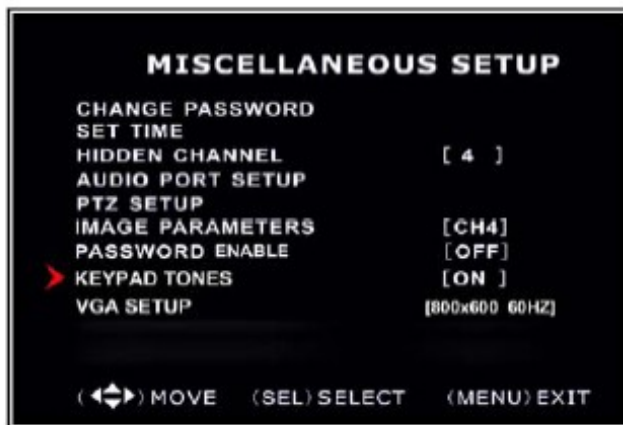 MISCELLANEOUS SETUP
CHANGE PASSWORD
SET TIME
HIDDEN CHANNEL [ 4 ]
AUDIO PORT SETUP
PTZ SETUP
IMAGE PARAMETERS [CH4]
PASSWORD ENABLE [OFF]
KEYPAD TONES [ON ]
VGA SETUP [800x600 60HZ]
(◀♦▶) MOVE (SEL) SELECT (MENU) EXIT